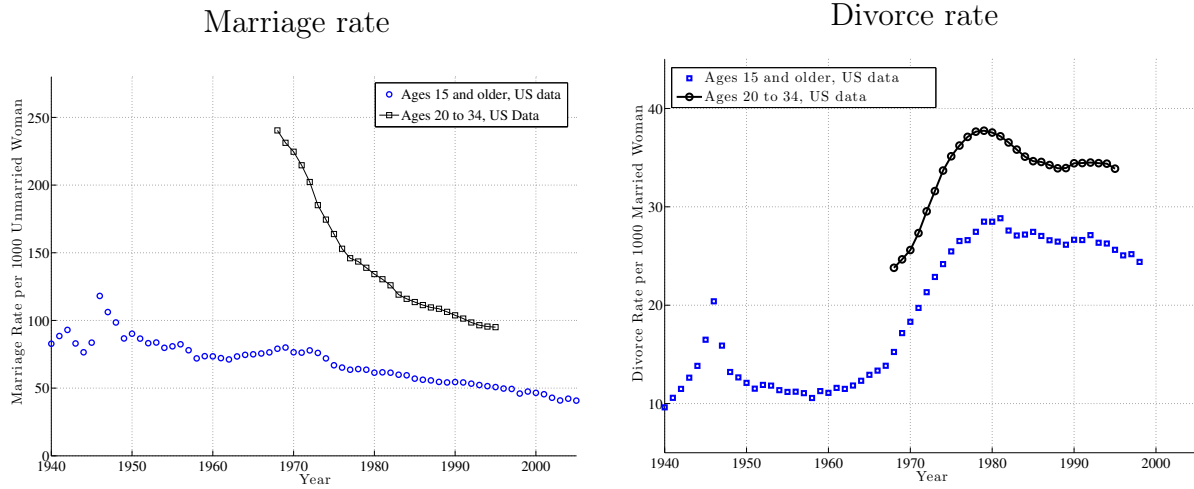 Marriage rate
Ages 15 and older, US data
Ages 20 to 34, US Data
Marriage Rate per 1000 Unmarried Woman
250
200
150
100
50
0
1940 1950 1960 1970 1980 1990 2000
Year
Divorce rate
Ages 15 and older, US data
Ages 20 to 34, US data
Divorce Rate per 1000 Married Woman
40
30
20
10
1940 1950 1960 1970 1980 1990 2000
Year